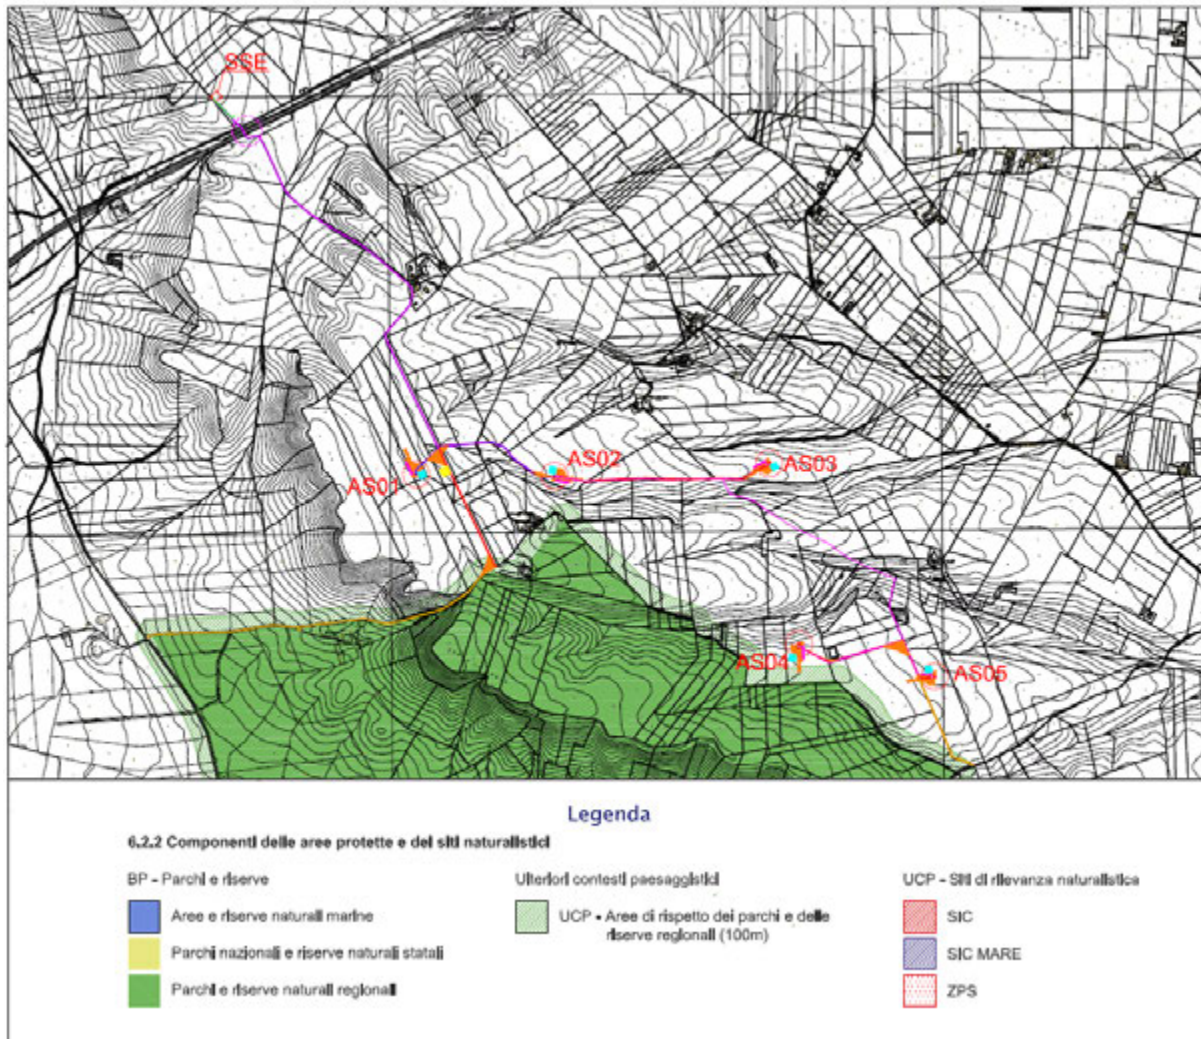 SSE
AS02
AS03
AS01
AS04
AS05
Legenda
6.2.2 Componenti delle aree protette e dei siti naturalistici
BP - Parchi e riserve
Aree e riserve naturali marine
Parchi nazionali e riserve naturali statali
Parchi e riserve naturali regionali
Ulteriori contesti paesaggistici
UCP - Aree di rispetto dei parchi e delle
riserve regionali (100m)
UCP - Siti di rilevanza naturalistica
SIC
SIC MARE
ZPS